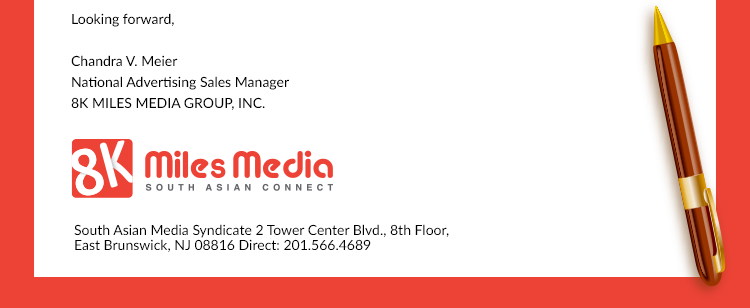 Looking forward,
Chandra V. Meier
National Advertising Sales Manager
8K MILES MEDIA GROUP, INC.
8K Miles Media
SOUTH ASIAN CONNECT
South Asian Media Syndicate 2 Tower Center Blvd., 8th Floor,
East Brunswick, NJ 08816 Direct: 201.566.4689